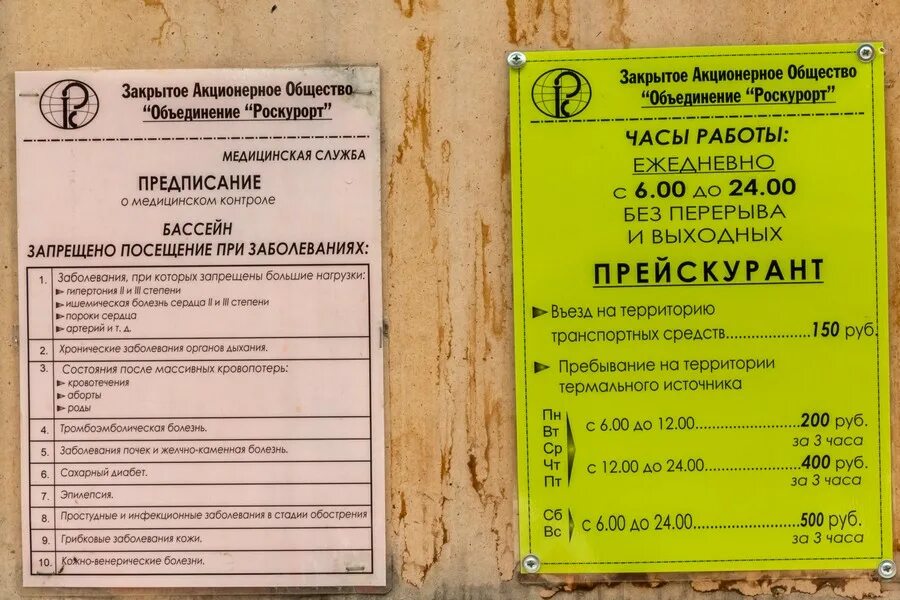 Закрытое Акционерное Общество
"Объединение "Роскурорт"
МЕДИЦИНСКАЯ СЛУЖБА
ПРЕДПИСАНИЕ
о медицинском контроле
БАССЕЙН
ЗАПРЕЩЕНО ПОСЕЩЕНИЕ ПРИ ЗАБОЛЕВАНИЯХ:
1. Заболевания, при которых запрещены большие нагрузки:
гипертония II и III степени
ишемическая болезнь сердца II и III степени
пороки сердца
артерий и т. д.
2. Хронические заболевания органов дыхания.
3. Состояния после массивных кровопотерь:
кровотечения
аборты
роды
4. Тромбоэмболическая болезнь.
5. Заболевания почек и желчно-каменная болезнь.
6. Сахарный диабет.
7. Эпилепсия.
8. Простудные и инфекционные заболевания в стадии обострения
9. Грибковые заболевания кожи.
10. Кожно-венерические болезни.
Закрытое Акционерное Общество
"Объединение "Роскурорт"
ЧАСЫ РАБОТЫ:
ЕЖЕДНЕВНО
с 6.00 до 24.00
БЕЗ ПЕРЕРЫВА
И ВЫХОДНЫХ
ПРЕЙСКУРАНТ
Въезд на территорию
транспортных средств..............150 руб.
Пребывание на территории
термального источника
Пн
Вт
Ср
Чт
Пт
с 6.00 до 12.00......................200 руб.
за 3 часа
с 12.00 до 24.00....................400 руб.
за 3 часа
Сб
Вс
с 6.00 до 24.00......................500 руб.
за 3 часа